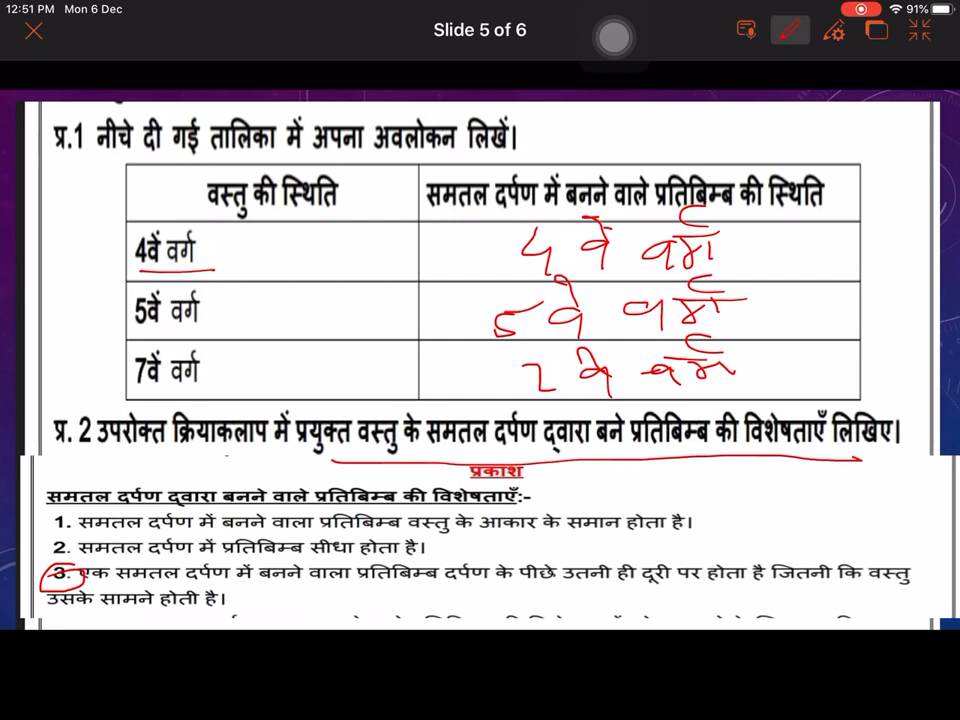 12:51 PM Mon 6 Dec 91%
Slide 5 of 6
प्र.1 नीचे दी गई तालिका में अपना अवलोकन लिखें।
वस्तु की स्थिति समतल दर्पण में बनने वाले प्रतिबिम्ब की स्थिति
4वें वर्ग 4 वे वर्ग
5वें वर्ग 5 वे वर्ग
7वें वर्ग वे वर्ग
प्र. 2 उपरोक्त क्रियाकलाप में प्रयुक्त वस्तु के समतल दर्पण द्वारा बने प्रतिबिम्ब की विशेषताएँ लिखिए।
प्रकाश
समतल दर्पण द्वारा बनने वाले प्रतिबिम्ब की विशेषताएँ:-
1. समतल दर्पण में बनने वाला प्रतिबिम्ब वस्तु के आकार के समान होता है।
2. समतल दर्पण में प्रतिबिम्ब सीधा होता है।
3. एक समतल दर्पण में बनने वाला प्रतिबिम्ब दर्पण के पीछे उतनी ही दूरी पर होता है जितनी कि वस्तु
उसके सामने होती है।